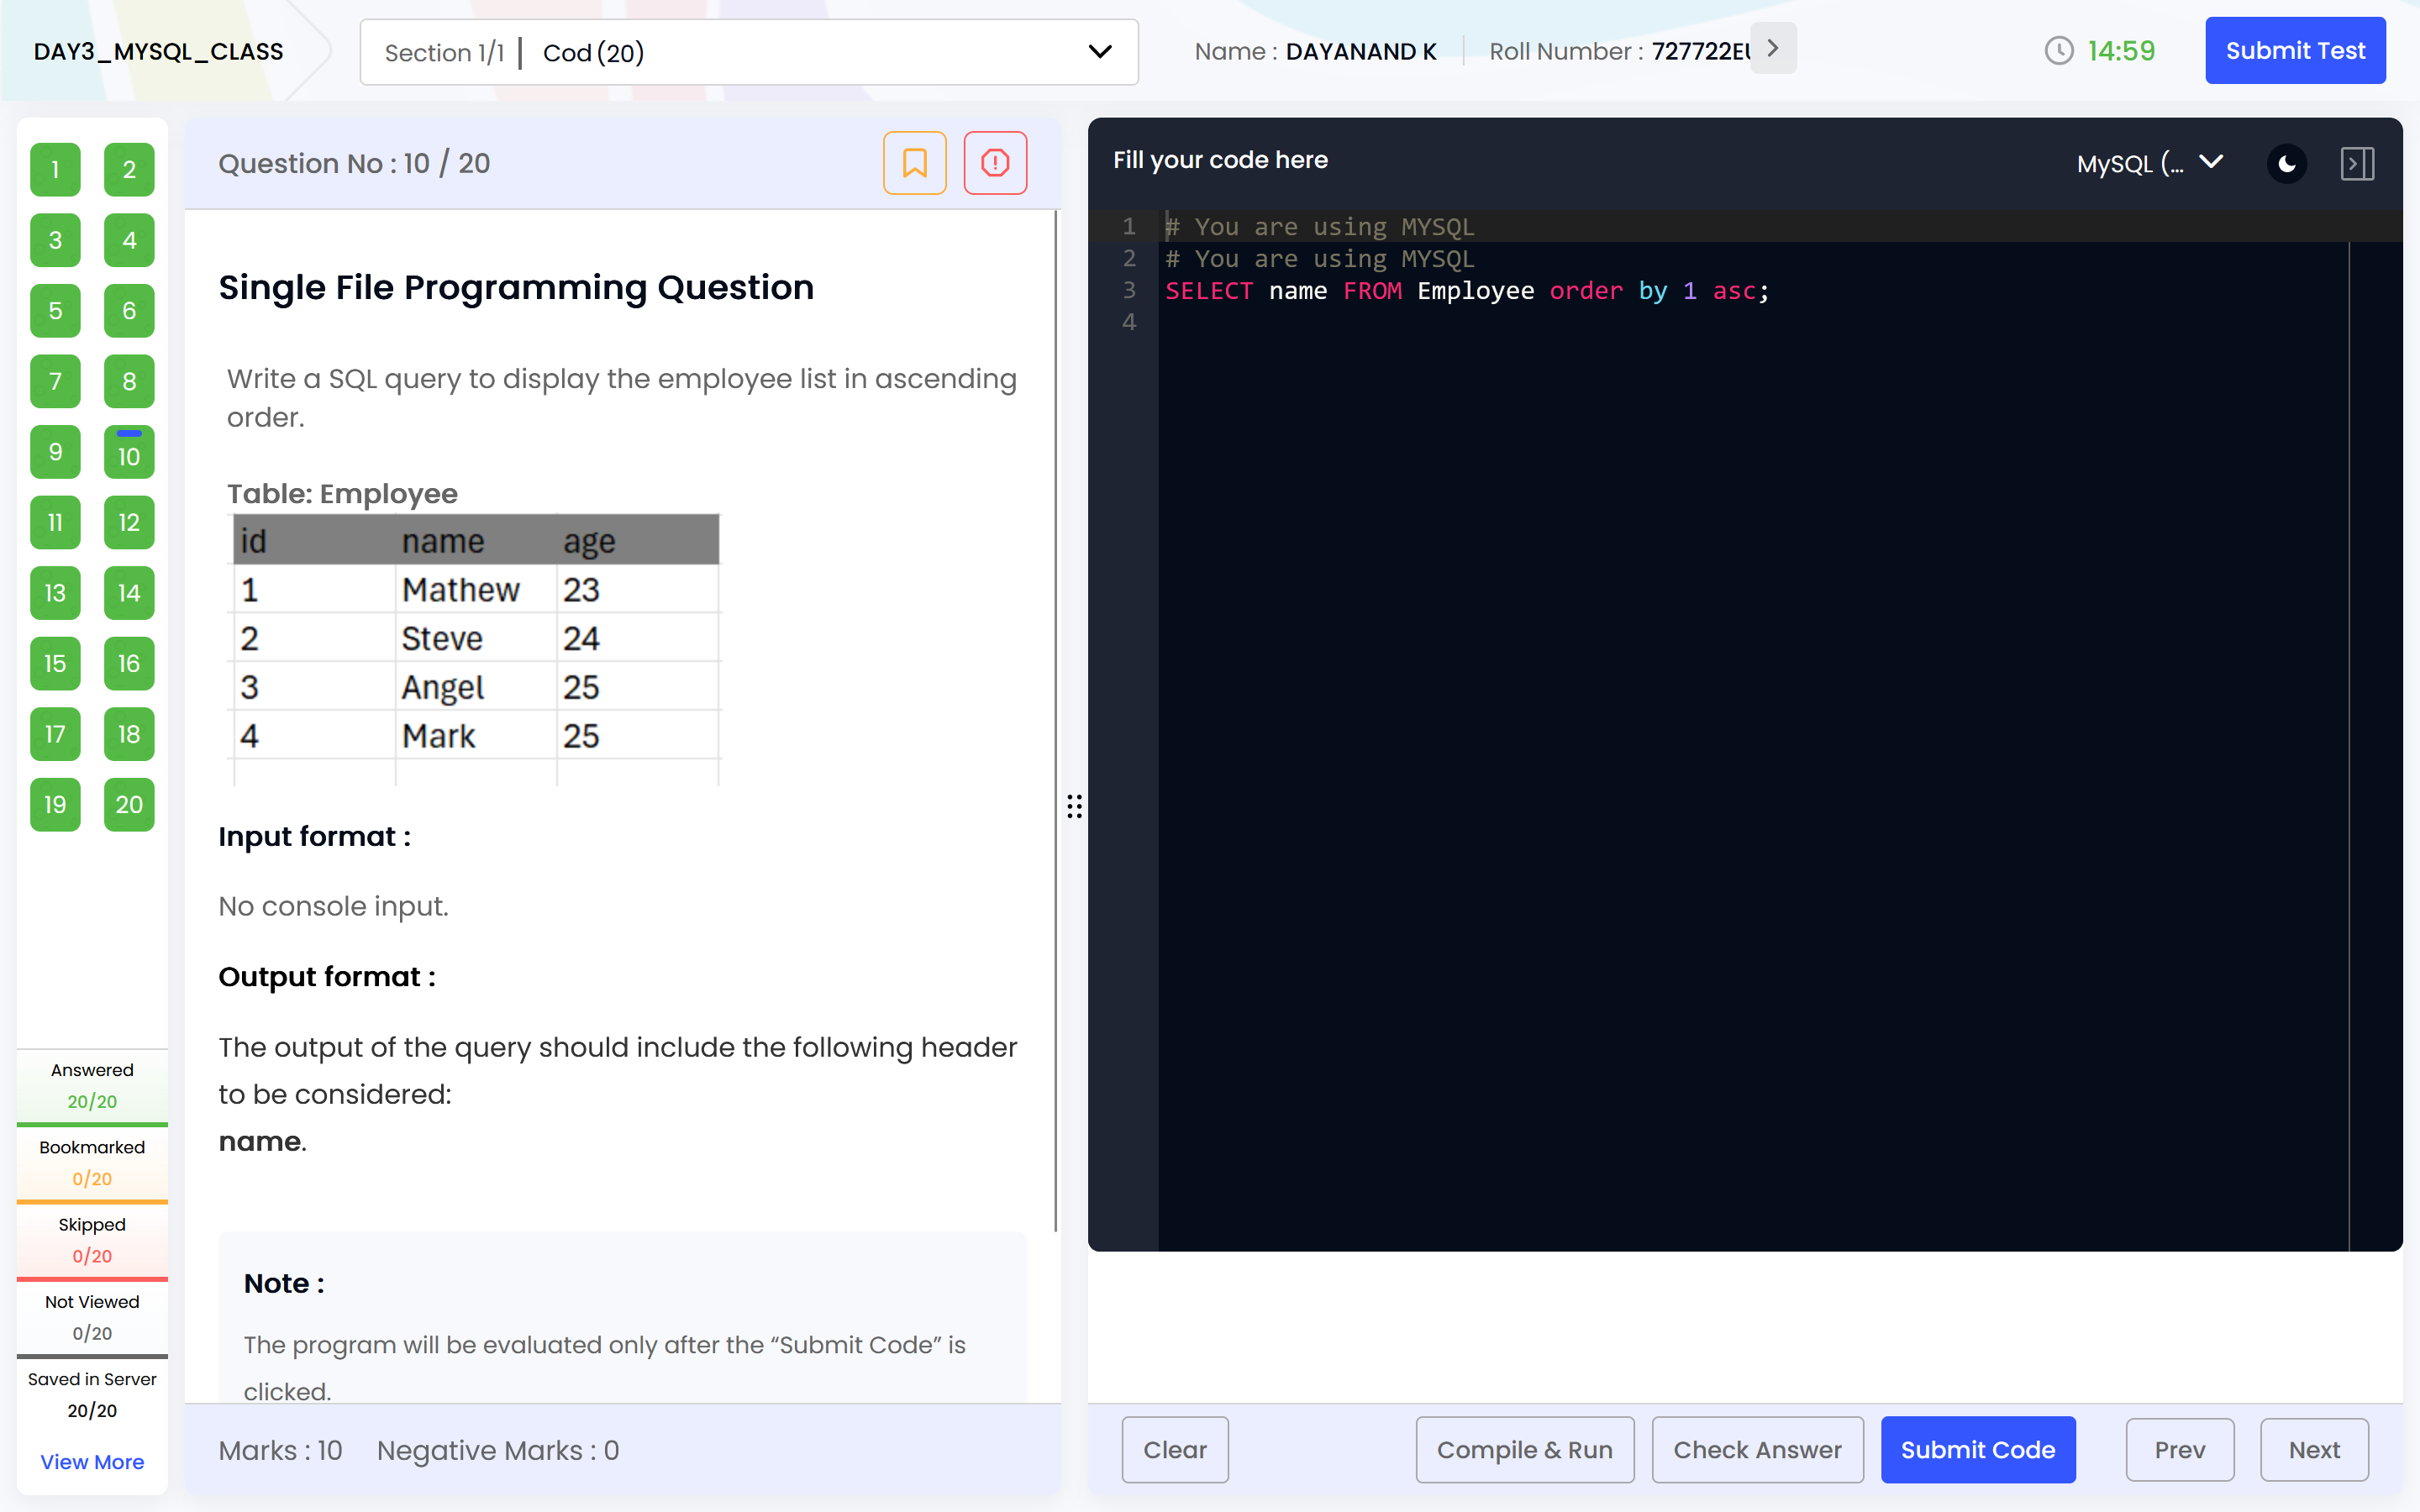 DAY3_MYSQL_CLASS
Section 1/1 | Cod (20)
Name : DAYANAND K
Roll Number : 727722EU
14:59
Submit Test
1 2
3 4
5 6
7 8
9 10
11 12
13 14
15 16
17 18
19 20
Answered
20/20
Bookmarked
0/20
Skipped
0/20
Not Viewed
0/20
Saved in Server
20/20
View More
Question No : 10 / 20
Single File Programming Question
Write a SQL query to display the employee list in ascending
order.
Table: Employee
id name age
1 Mathew 23
2 Steve 24
3 Angel 25
4 Mark 25
Input format :
No console input.
Output format :
The output of the query should include the following header
to be considered:
name.
Note :
The program will be evaluated only after the “Submit Code” is
clicked.
Marks : 10 Negative Marks : 0
Fill your code here
MySQL (...
1 # You are using MYSQL
2 # You are using MYSQL
3 SELECT name FROM Employee order by 1 asc;
4
Clear
Compile & Run
Check Answer
Submit Code
Prev
Next